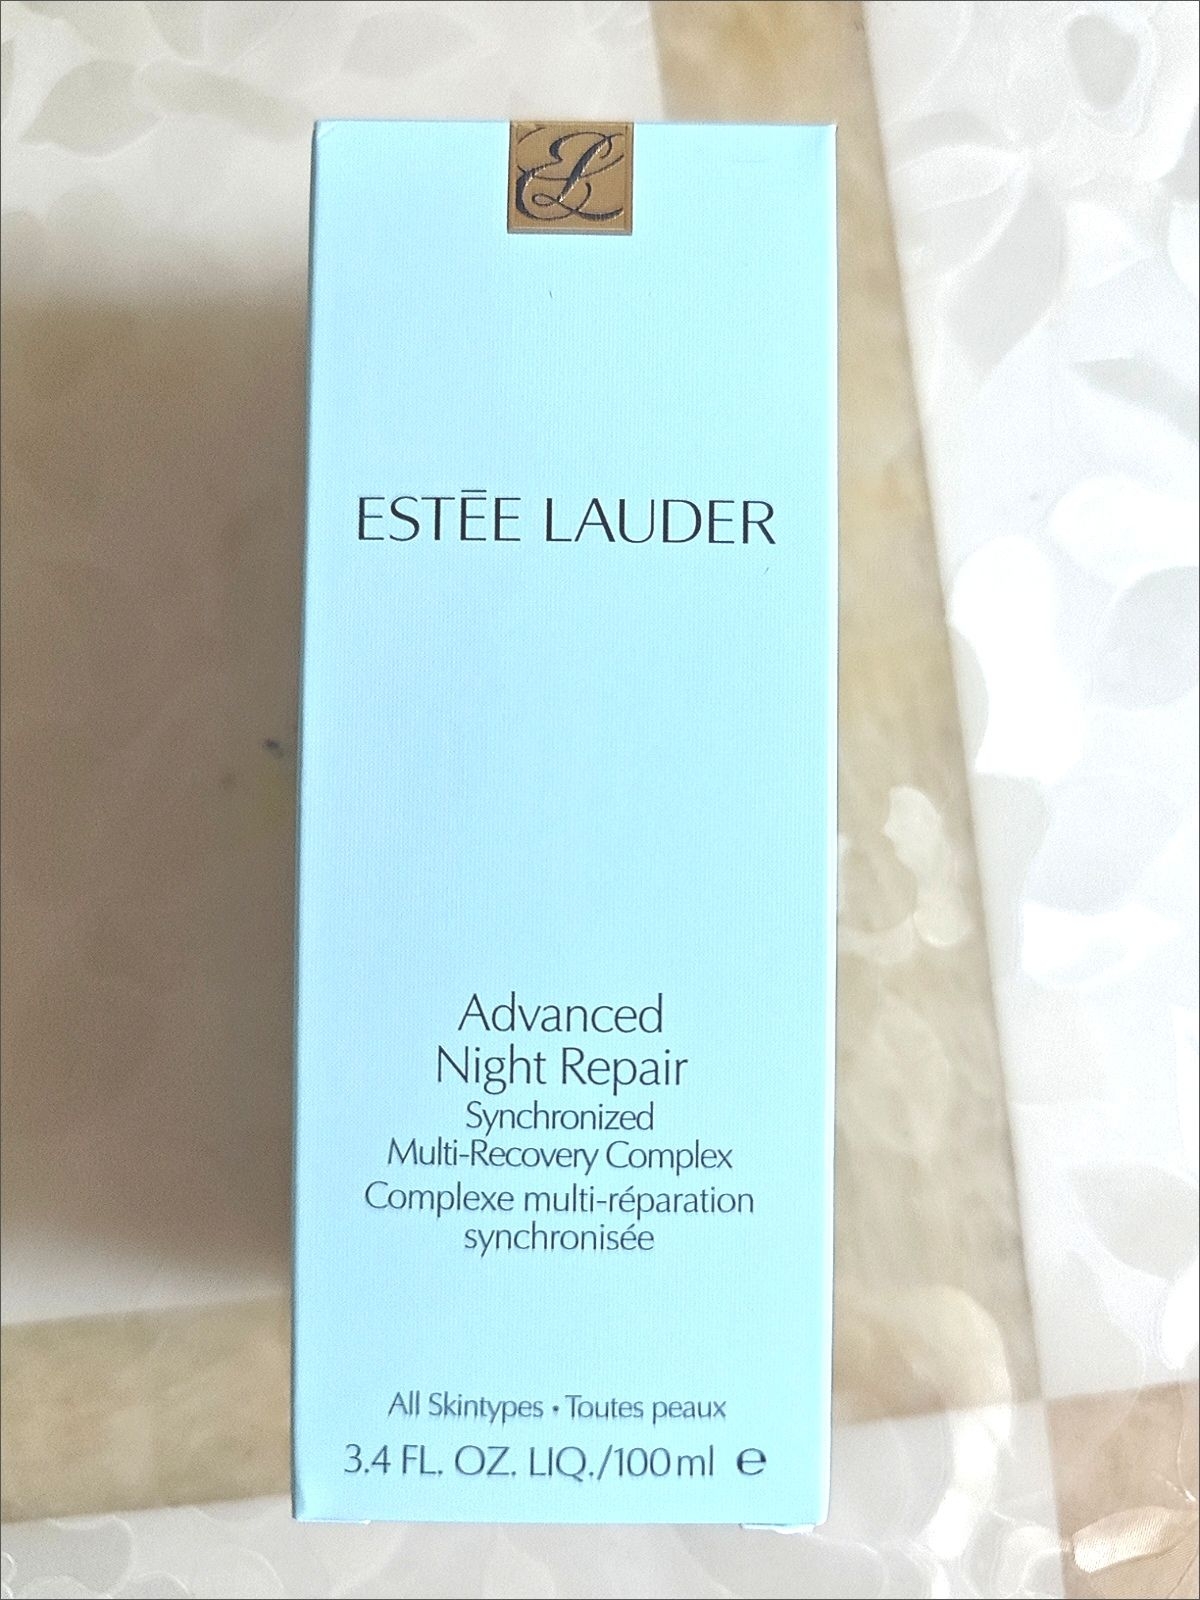 EL
ESTĒE LAUDER
Advanced
Night Repair
Synchronized
Multi-Recovery Complex
Complexe multi-réparation
synchronisée
All Skintypes • Toutes peaux
3.4 FL. OZ. LIQ./100ml ℮